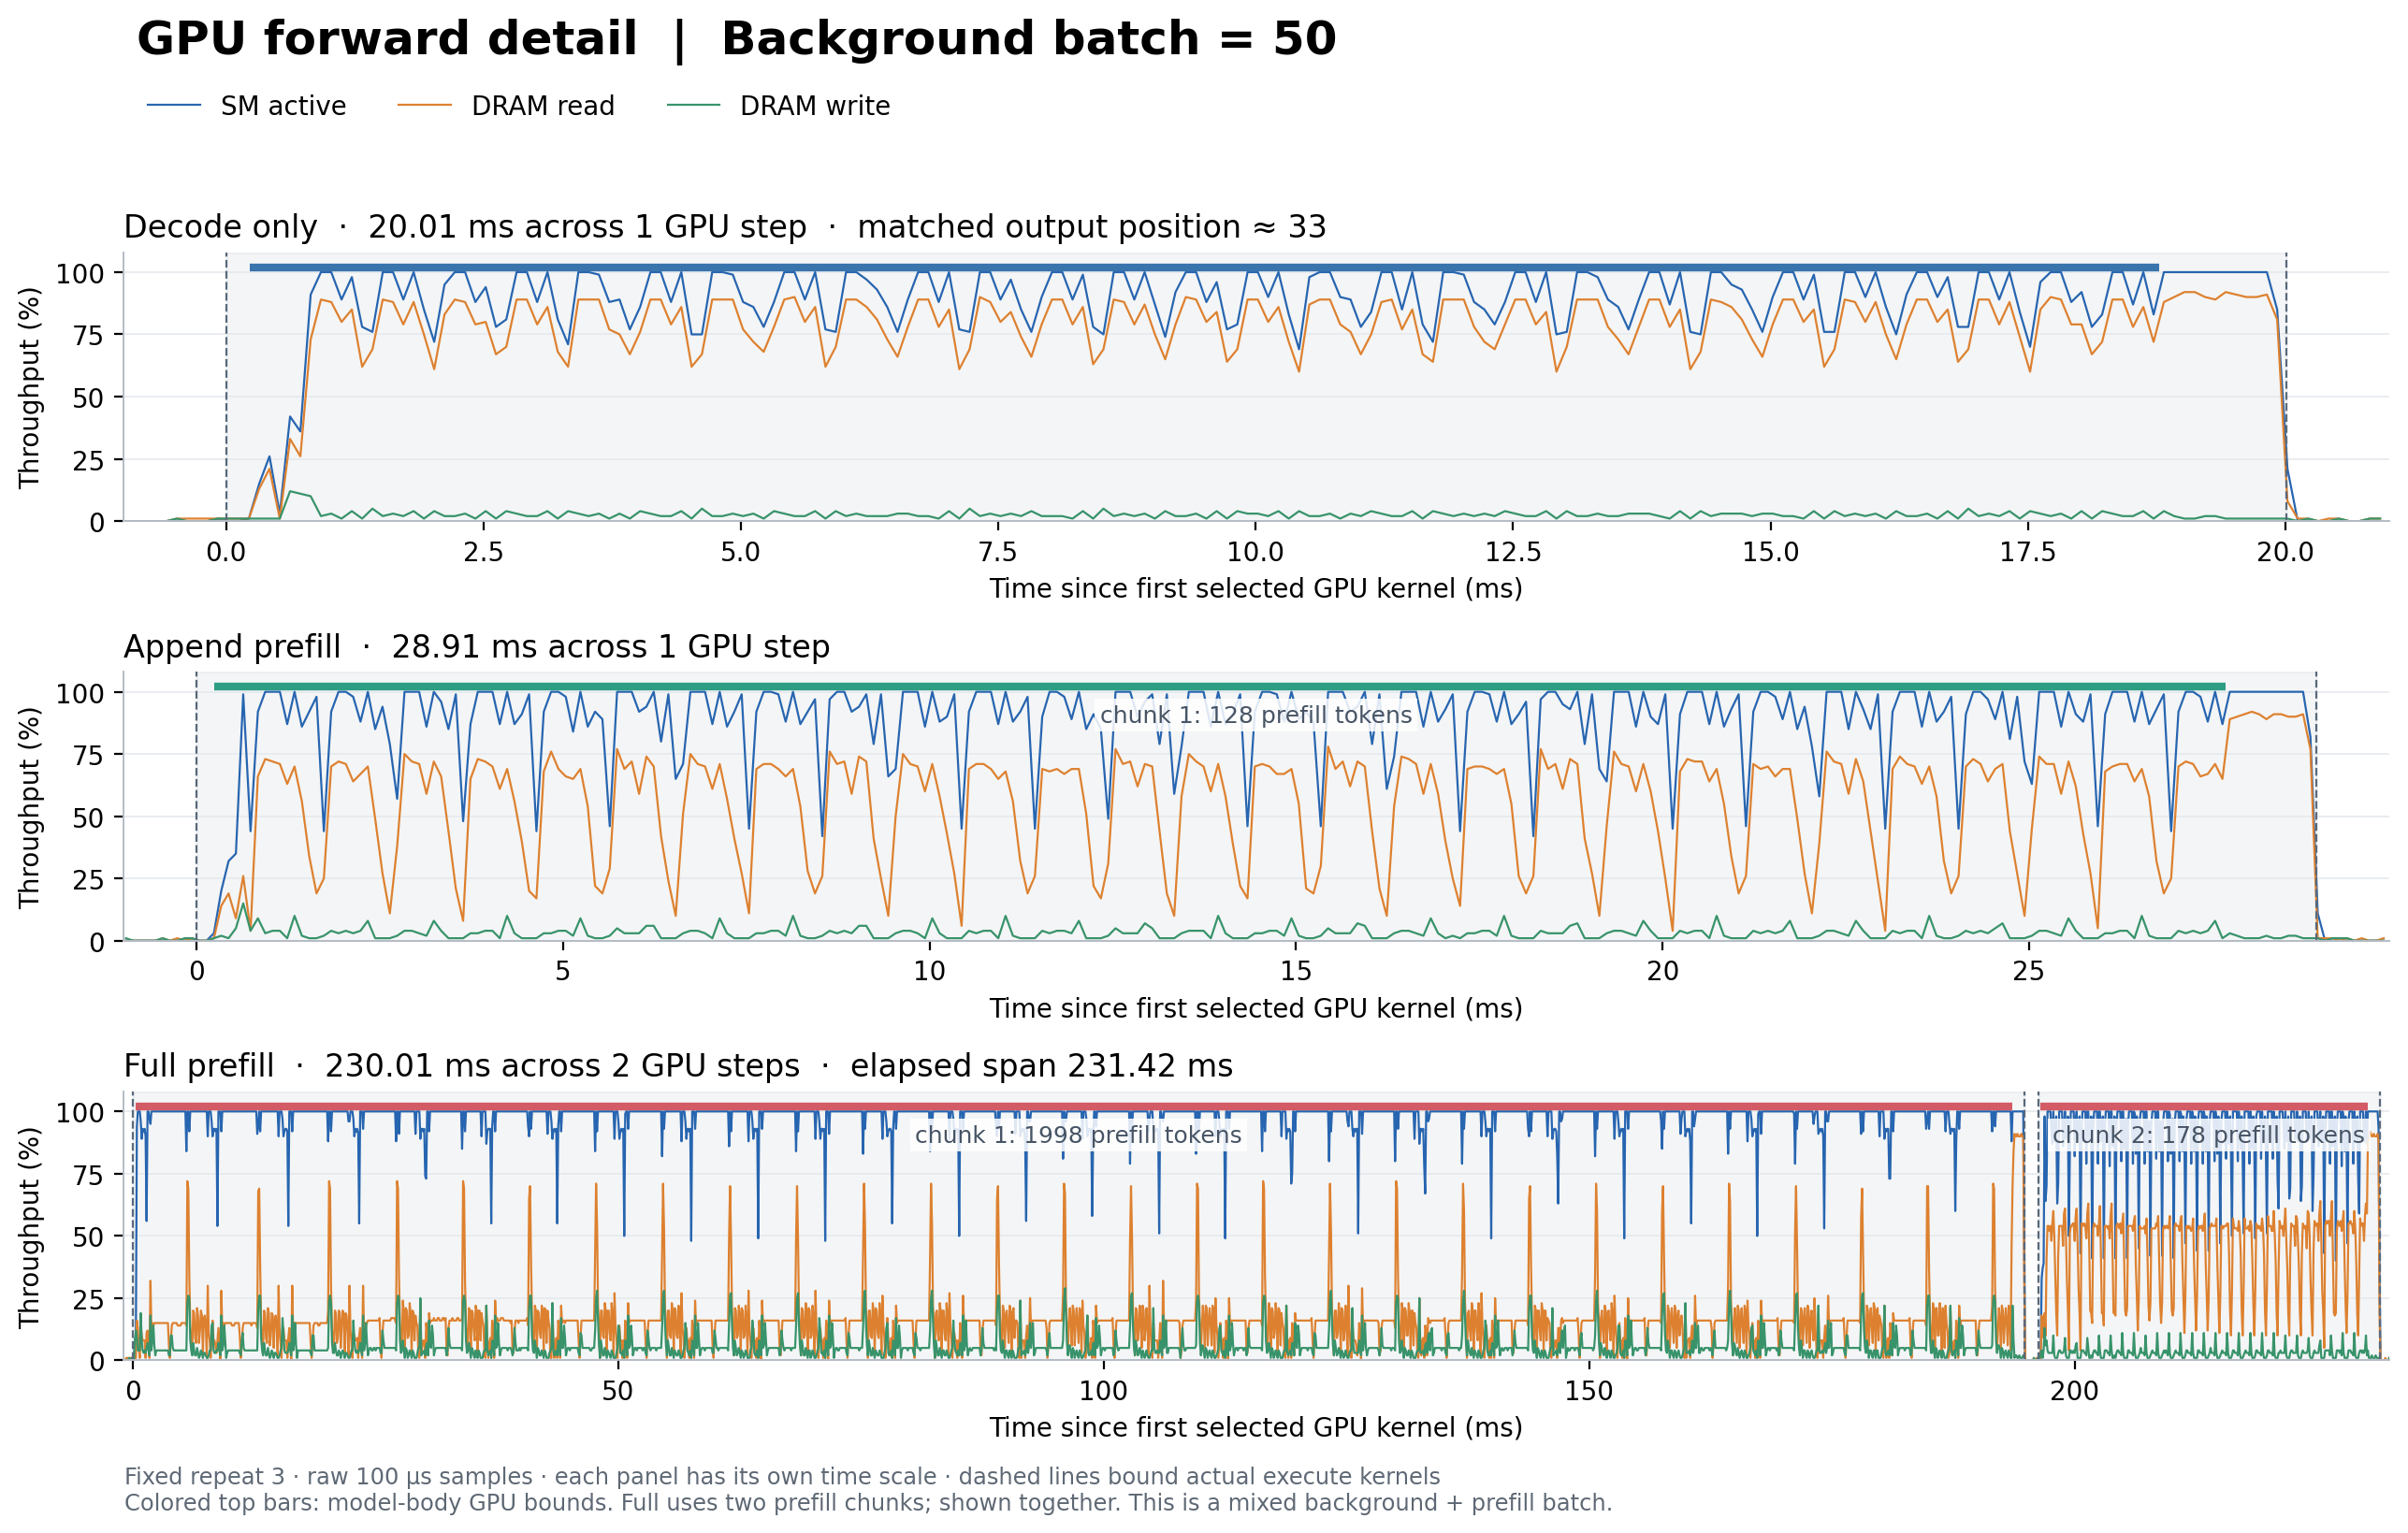 GPU forward detail | Background batch = 50
SM active DRAM read DRAM write
Decode only · 20.01 ms across 1 GPU step · matched output position ≈ 33
Throughput (%)
100
75
50
25
0
0.0 2.5 5.0 7.5 10.0 12.5 15.0 17.5 20.0
Time since first selected GPU kernel (ms)
Append prefill · 28.91 ms across 1 GPU step
Throughput (%)
100
75
50
25
0
chunk 1: 128 prefill tokens
0 5 10 15 20 25
Time since first selected GPU kernel (ms)
Full prefill · 230.01 ms across 2 GPU steps · elapsed span 231.42 ms
Throughput (%)
100
75
50
25
0
chunk 1: 1998 prefill tokens chunk 2: 178 prefill tokens
0 50 100 150 200
Time since first selected GPU kernel (ms)
Fixed repeat 3 · raw 100 µs samples · each panel has its own time scale · dashed lines bound actual execute kernels
Colored top bars: model-body GPU bounds. Full uses two prefill chunks; shown together. This is a mixed background + prefill batch.